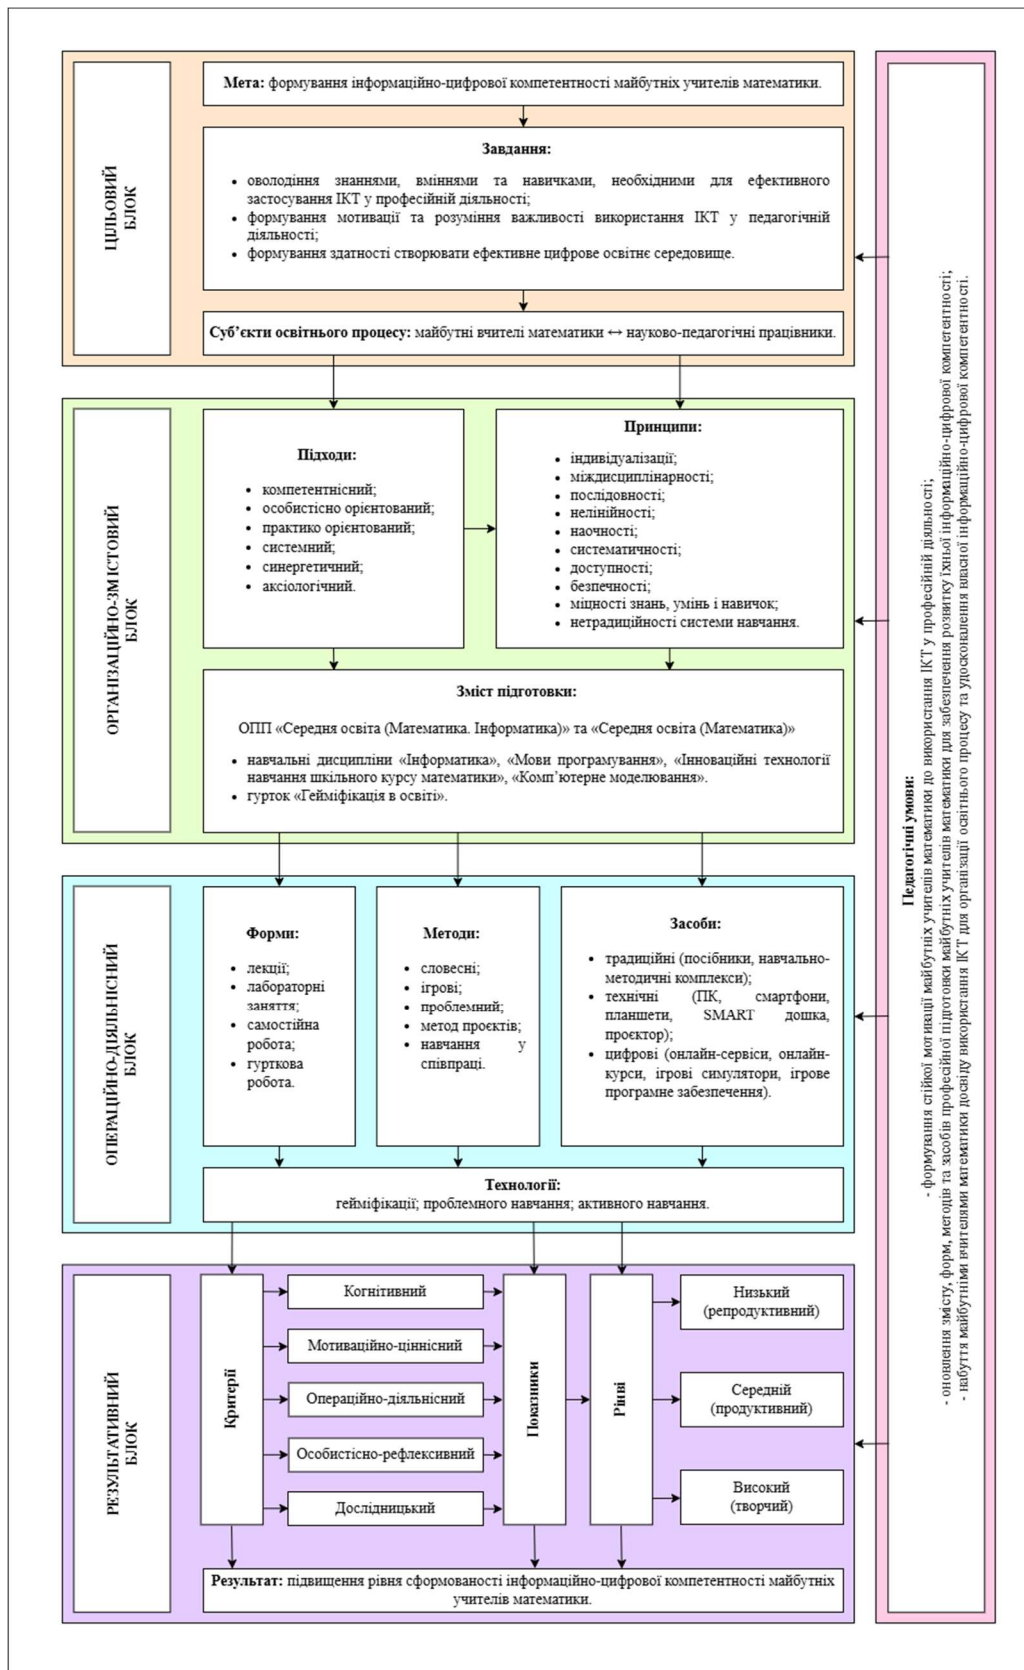 ЦІЛЬОВИЙ
БЛОК
Мета: формування інформаційно-цифрової компетентності майбутніх учителів математики.
Завдання:
• оволодіння знаннями, вміннями та навичками, необхідними для ефективного
застосування ІКТ у професійній діяльності;
• формування мотивації та розуміння важливості використання ІКТ у педагогічній
діяльності;
• формування здатності створювати ефективне цифрове освітнє середовище.
Суб’єкти освітнього процесу: майбутні вчителі математики ↔ науково-педагогічні працівники.
ОРГАНІЗАЦІЙНО-ЗМІСТОВИЙ
БЛОК
Підходи:
• компетентнісний;
• особистісно орієнтований;
• практико орієнтований;
• системний;
• синергетичний;
• аксіологічний.
Принципи:
• індивідуалізації;
• міждисциплінарності;
• послідовності;
• нелінійності;
• наочності;
• систематичності;
• доступності;
• безпечності;
• міцності знань, умінь і навичок;
• нетрадиційності системи навчання.
Зміст підготовки:
ОПП «Середня освіта (Математика. Інформатика)» та «Середня освіта (Математика)»
• навчальні дисципліни «Інформатика», «Мови програмування», «Інноваційні технології
навчання шкільного курсу математики», «Комп’ютерне моделювання».
• гурток «Гейміфікація в освіті».
ОПЕРАЦІЙНО-ДІЯЛЬНІСНИЙ
БЛОК
Форми:
• лекції;
• лабораторні
заняття;
• самостійна
робота;
• гурткова
робота.
Методи:
• словесні;
• ігрові;
• проблемний;
• метод проєктів;
• навчання у
співпраці.
Засоби:
• традиційні (посібники, навчально-
методичні комплекси);
• технічні (ПК, смартфони,
планшети, SMART дошка,
проєктор);
• цифрові (онлайн-сервіси, онлайн-
курси, ігрові симулятори, ігрове
програмне забезпечення).
Технології:
гейміфікації; проблемного навчання; активного навчання.
РЕЗУЛЬТАТИВНИЙ
БЛОК
Критерії
Когнітивний
Мотиваційно-ціннісний
Операційно-діяльнісний
Особистісно-рефлексивний
Дослідницький
Показники
Рівні
Низький
(репродуктивний)
Середній
(продуктивний)
Високий
(творчий)
Результат: підвищення рівня сформованості інформаційно-цифрової компетентності майбутніх
учителів математики.
Педагогічні умови:
- формування стійкої мотивації майбутніх учителів математики до використання ІКТ у професійній діяльності;
- оновлення змісту, форм, методів та засобів професійної підготовки майбутніх учителів математики для забезпечення розвитку їхньої інформаційно-цифрової компетентності;
- набуття майбутніми вчителями математики досвіду використання ІКТ для організації освітнього процесу та удосконалення власної інформаційно-цифрової компетентності.